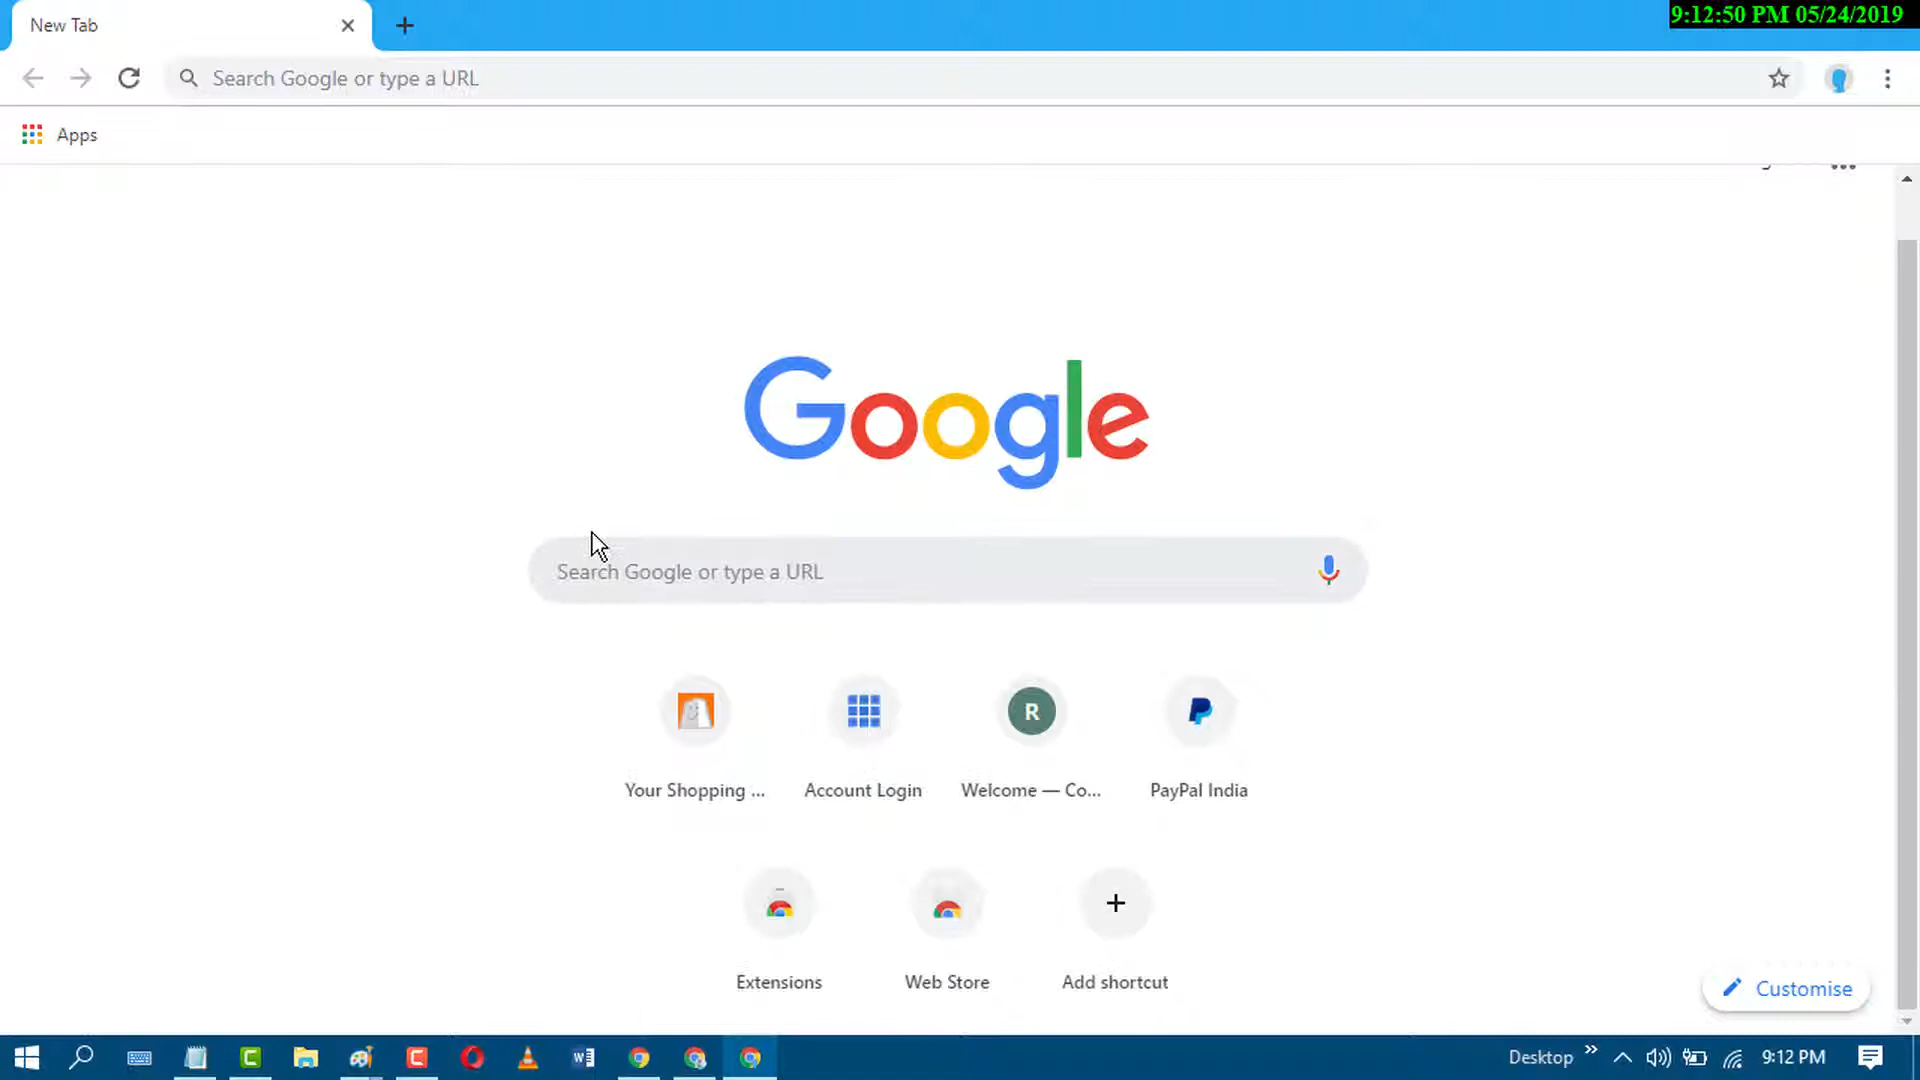 New Tab
9:12:50 PM 05/24/2019
Search Google or type a URL
Apps
Google
Search Google or type a URL
R
Your Shopping ...
Account Login
Welcome — Co...
PayPal India
Extensions
Web Store
Add shortcut
Customise
Desktop
9:12 PM